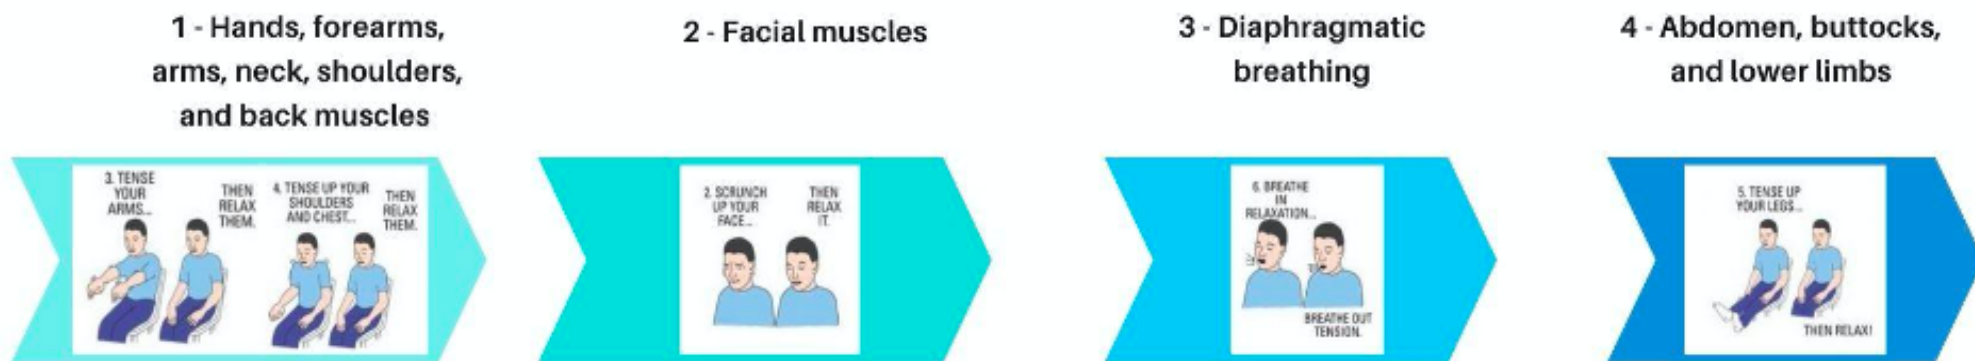 1 - Hands, forearms,
arms, neck, shoulders,
and back muscles
2 - Facial muscles
3 - Diaphragmatic
breathing
4 - Abdomen, buttocks,
and lower limbs
3. TENSE
YOUR
ARMS...
THEN
RELAX
THEM.
4. TENSE UP YOUR
SHOULDERS
AND CHEST...
THEN
RELAX
THEM.
2. SCRUNCH
UP YOUR
FACE...
THEN
RELAX
IT.
6. BREATHE
IN
RELAXATION...
BREATHE OUT
TENSION.
5. TENSE UP
YOUR LEGS...
THEN RELAX!